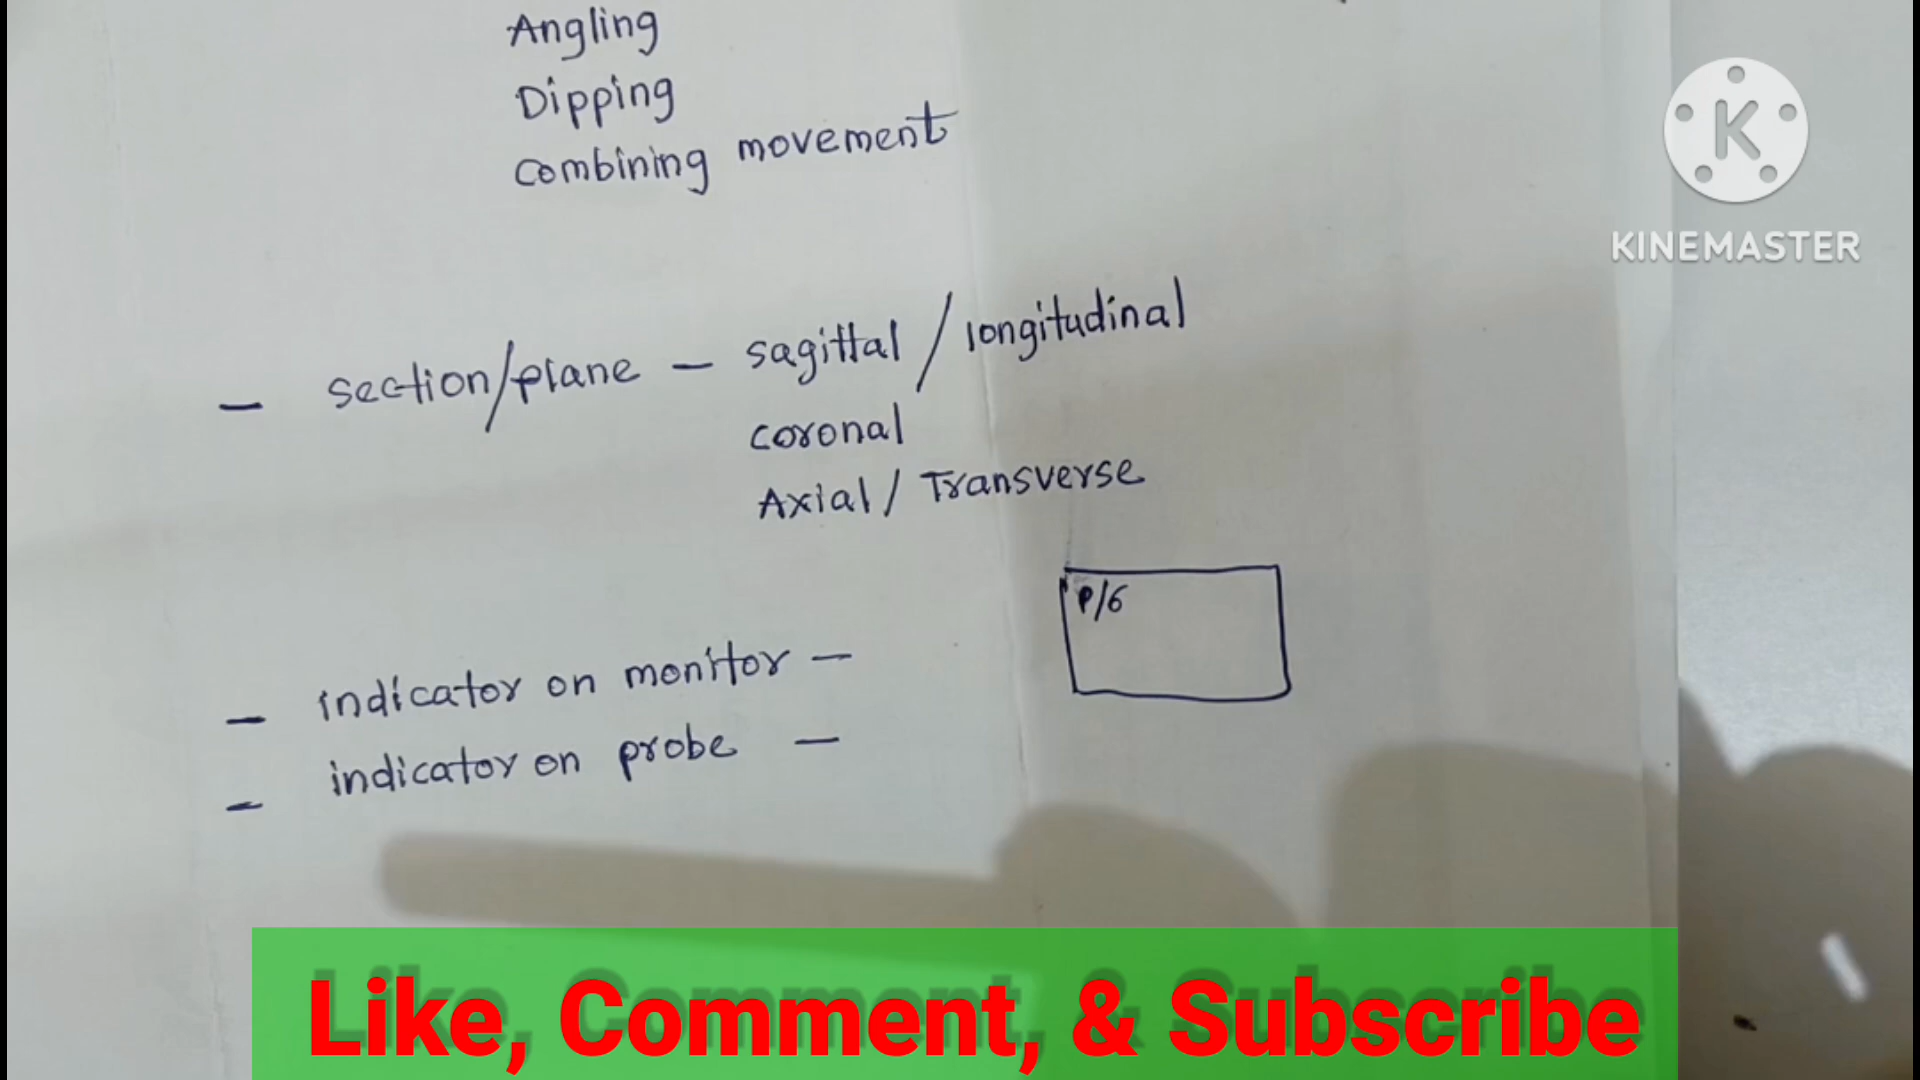 Angling
Dipping
combining movement
K
KINEMASTER
- section/plane - sagittal / longitudinal
coronal
Axial / Transverse
P/6
- indicator on monitor -
- indicator on probe -
Like, Comment, & Subscribe